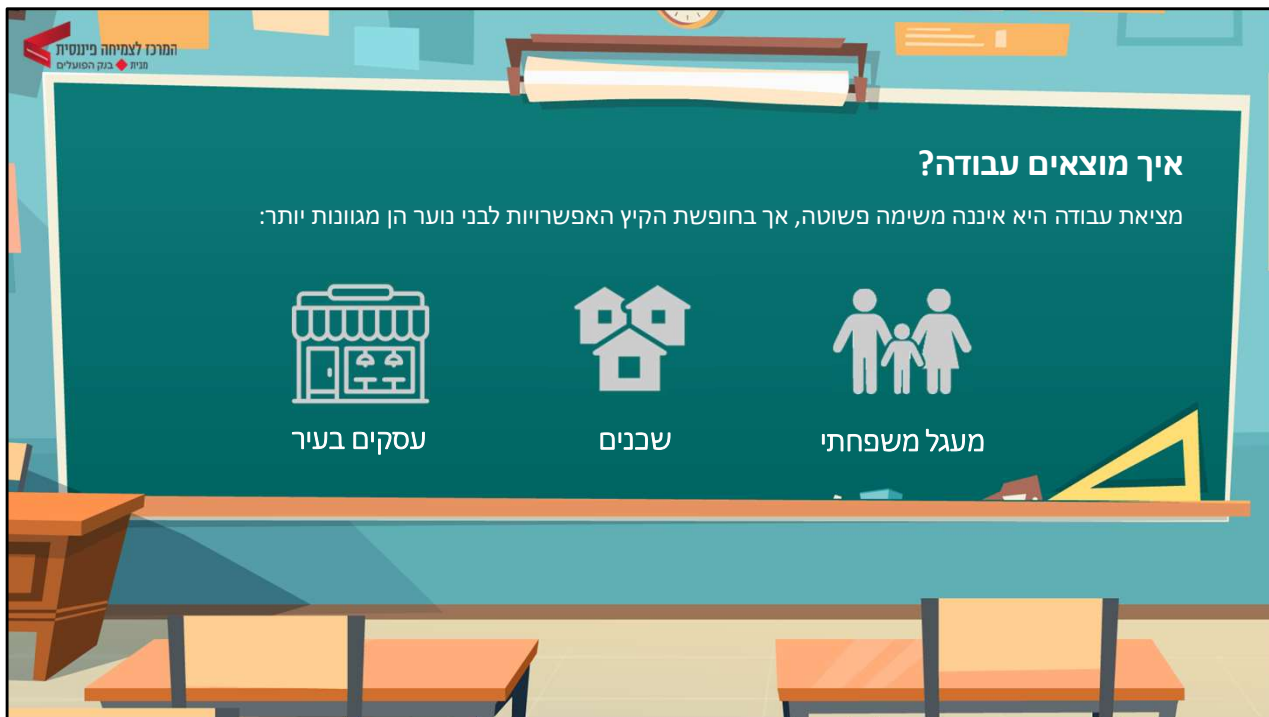 המרכז לצמיחה פיננסית
מבית בנק הפועלים
איך מוצאים עבודה?
מציאת עבודה היא איננה משימה פשוטה, אך בחופשת הקיץ האפשרויות לבני נוער הן מגוונות יותר:
מעגל משפחתי
שכנים
עסקים בעיר